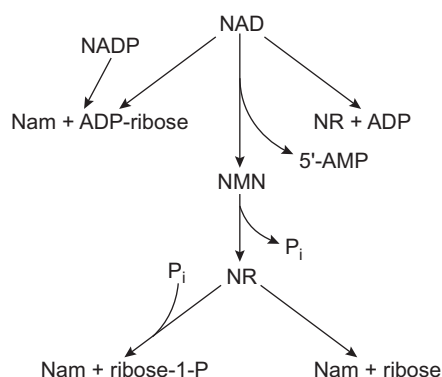 NAD
NADP
Nam + ADP-ribose
NR + ADP
5'-AMP
NMN
Pi
Pi
NR
Nam + ribose-1-P
Nam + ribose